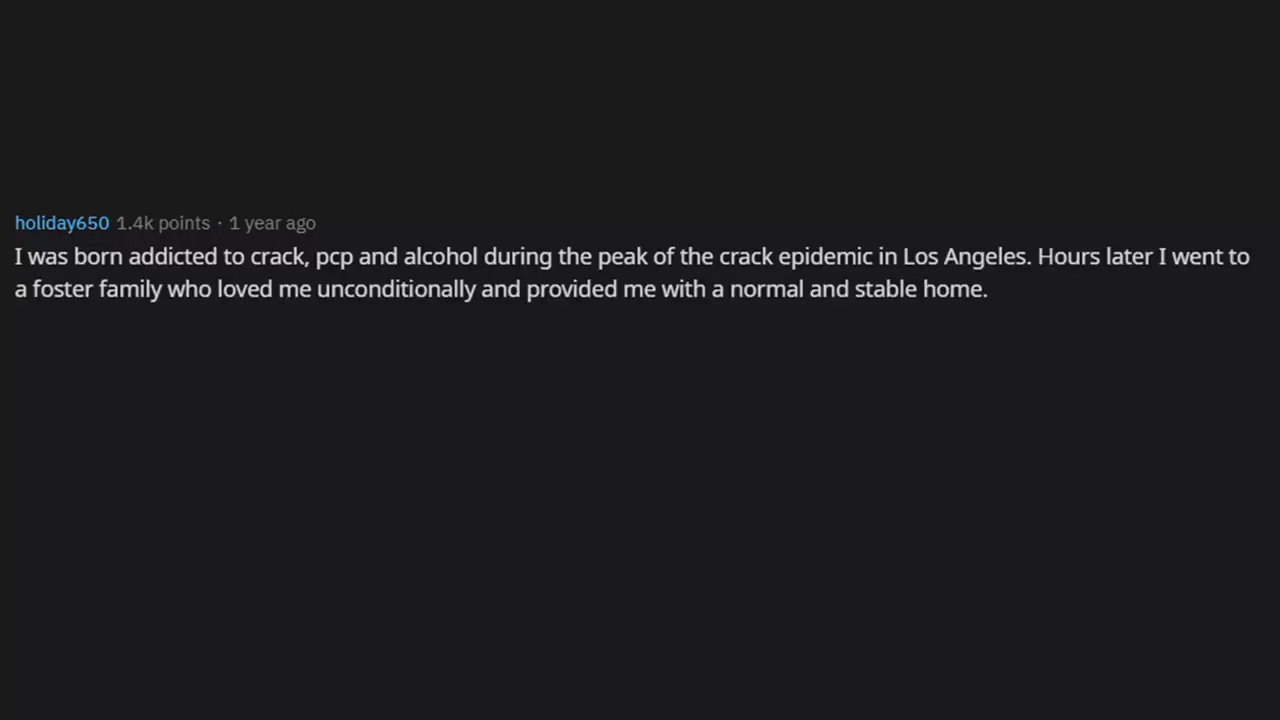 holiday650 1.4k points · 1 year ago
I was born addicted to crack, pcp and alcohol during the peak of the crack epidemic in Los Angeles. Hours later I went to
a foster family who loved me unconditionally and provided me with a normal and stable home.